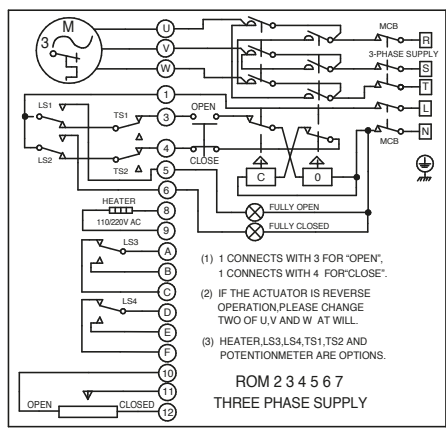 M
3
U
V
W
MCB
R
3-PHASE SUPPLY
S
T
L
N
MCB
1
LS1
TS1
3
OPEN
LS2
TS2
4
CLOSE
5
6
C
0
HEATER
8
110/220V AC
9
FULLY OPEN
FULLY CLOSED
LS3
A
B
C
LS4
D
E
F
10
11
OPEN
CLOSED
12
(1) 1 CONNECTS WITH 3 FOR "OPEN",
1 CONNECTS WITH 4 FOR"CLOSE".
(2) IF THE ACTUATOR IS REVERSE
OPERATION,PLEASE CHANGE
TWO OF U,V AND W AT WILL.
(3) HEATER,LS3,LS4,TS1,TS2 AND
POTENTIONMETER ARE OPTIONS.
ROM 2 3 4 5 6 7
THREE PHASE SUPPLY